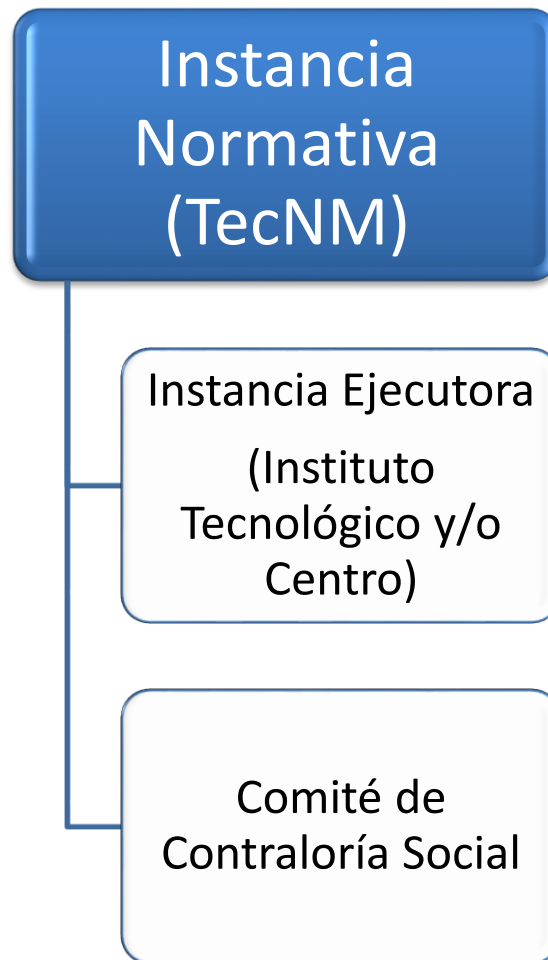 Instancia
Normativa
(TecNM)
Instancia Ejecutora
(Instituto
Tecnológico y/o
Centro)
Comité de
Contraloría Social